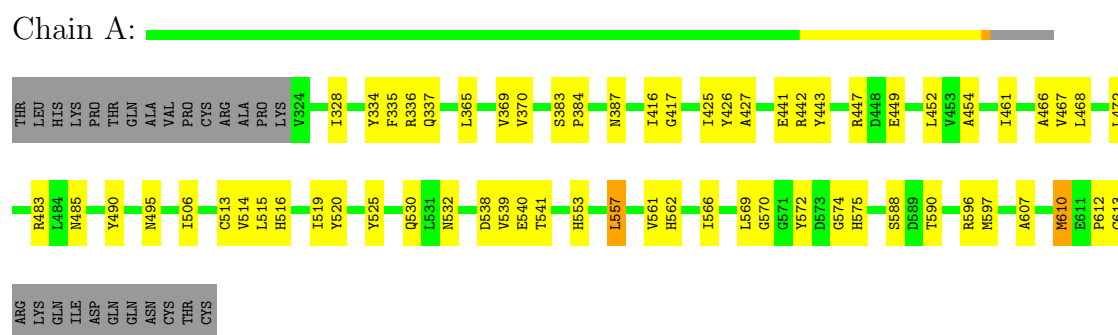 Chain A:
THR LEU HIS LYS PRO THR GLN ALA VAL PRO CYS ARG ALA PRO LYS V324 I328 Y334 F335 R336 Q337 L365 V369 V370 S383 P384 N387 I416 G417 I425 Y426 A427 E441 R442 Y443 R447 D448 E449 L452 V453 A454 I461 A466 V467 L468
R483 L484 N485 Y490 N495 I506 C513 V514 L515 H516 I519 Y520 Y525 Q530 L531 N532 D538 V539 E540 T541 H553 L557 V561 H562 I566 L569 G570 G571 Y572 D573 G574 H575 S588 D589 T590 R596 M597 A607 M610 E611 P612
ARG LYS GLN ILE ASP GLN GLN ASN CYS THR CYS